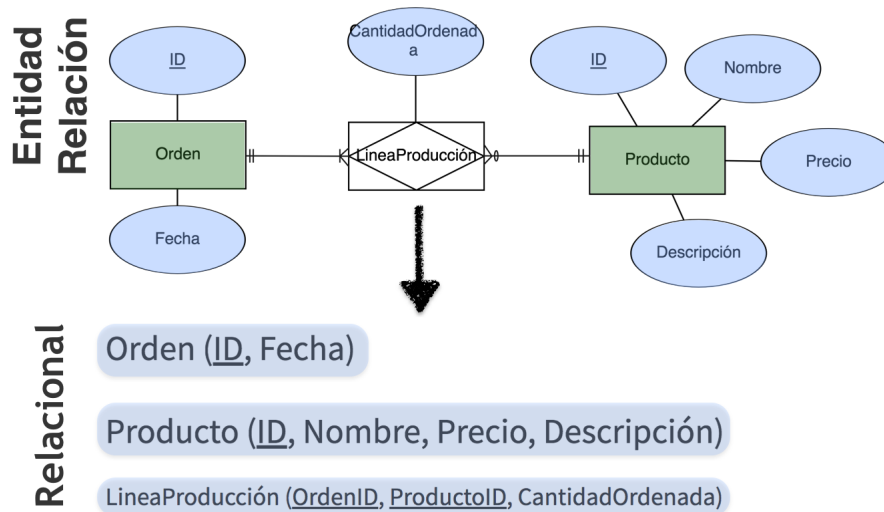 Entidad
Relación
ID
CantidadOrdenad
a
ID
Nombre
Orden
LineaProducción
Producto
Precio
Fecha
Descripción
Relacional
Orden (ID, Fecha)
Producto (ID, Nombre, Precio, Descripción)
LineaProducción (OrdenID, ProductoID, CantidadOrdenada)